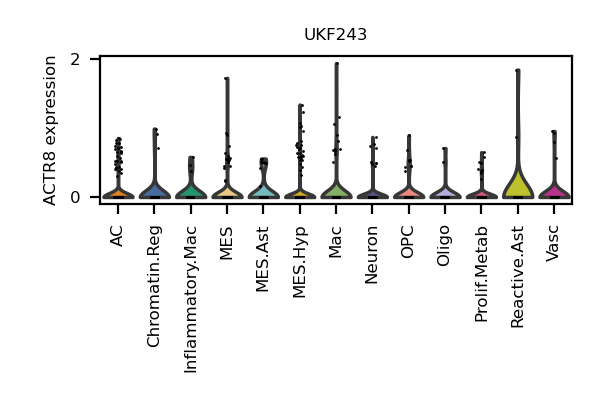 UKF243
ACTR8 expression
2
0
AC
Chromatin.Reg
Inflammatory.Mac
MES
MES.Ast
MES.Hyp
Mac
Neuron
OPC
Oligo
Prolif.Metab
Reactive.Ast
Vasc